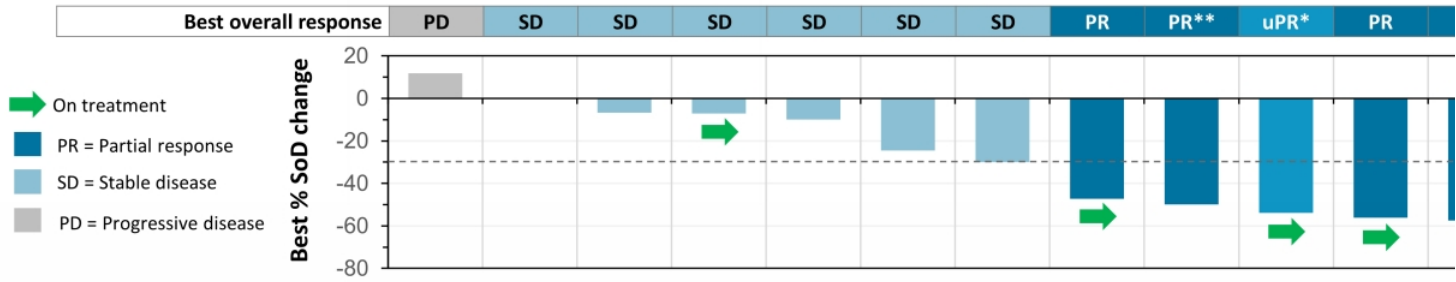 Best overall response PD SD SD SD SD SD SD PR PR** uPR* PR
Best % SoD change
20
0
-20
-40
-60
-80
On treatment
PR = Partial response
SD = Stable disease
PD = Progressive disease